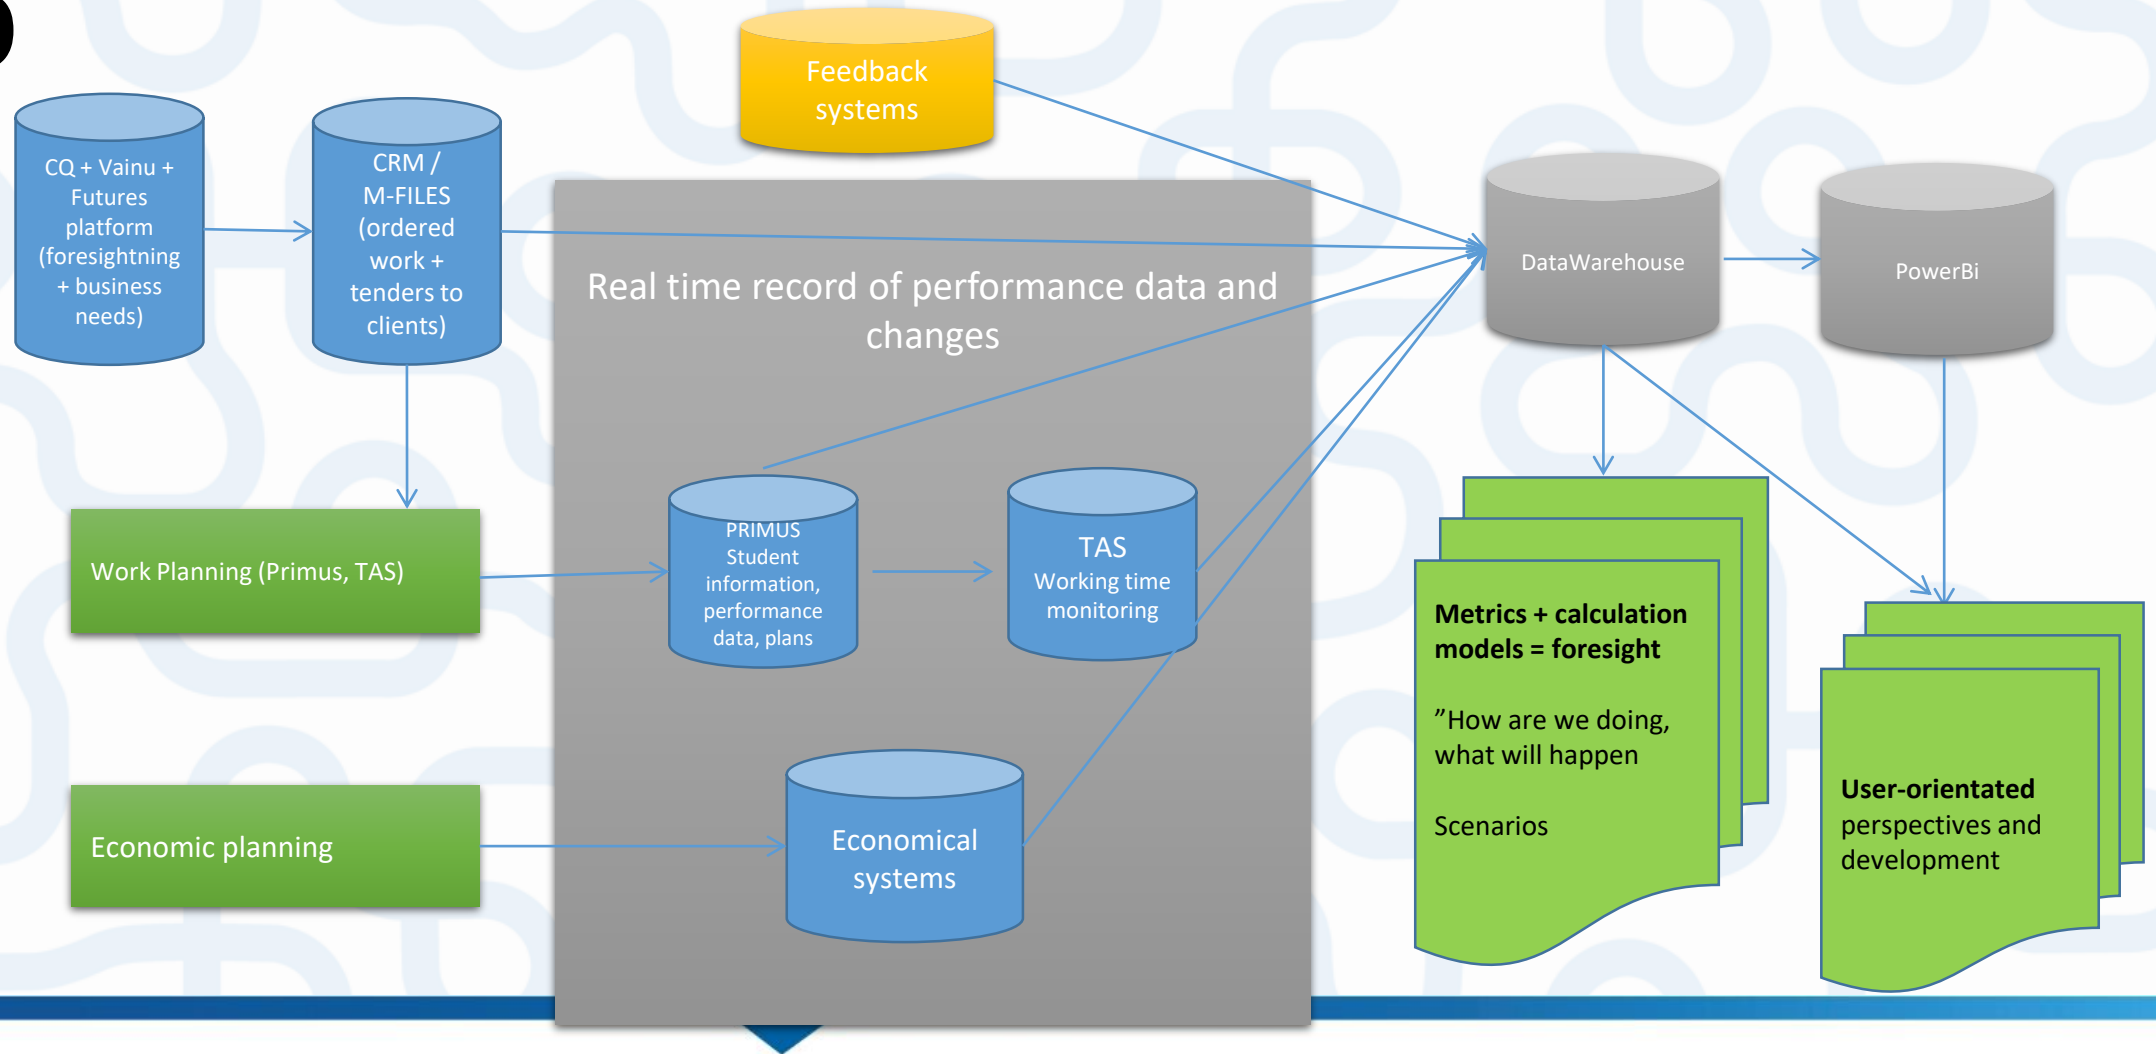 Feedback
systems
CQ + Vainu +
Futures
platform
(foresightning
+ business
needs)
CRM /
M-FILES
(ordered
work +
tenders to
clients)
Real time record of performance data and
changes
DataWarehouse
PowerBi
Work Planning (Primus, TAS)
PRIMUS
Student
information,
performance
data, plans
TAS
Working time
monitoring
Economic planning
Economical
systems
Metrics + calculation
models = foresight
”How are we doing,
what will happen
Scenarios
User-orientated
perspectives and
development